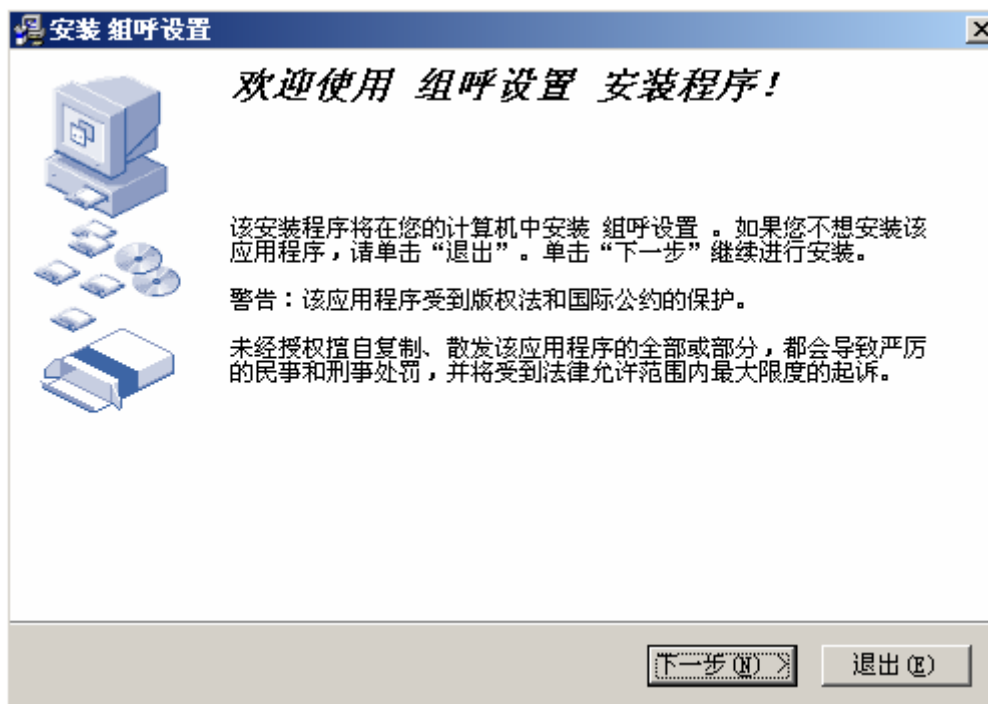 安装 组呼设置
欢迎使用 组呼设置 安装程序!
该安装程序将在您的计算机中安装 组呼设置 。如果您不想安装该
应用程序,请单击“退出”。单击“下一步”继续进行安装。
警告:该应用程序受到版权法和国际公约的保护。
未经授权擅自复制、散发该应用程序的全部或部分,都会导致严厉
的民事和刑事处罚,并将受到法律允许范围内最大限度的起诉。
下一步(N) >
退出(E)